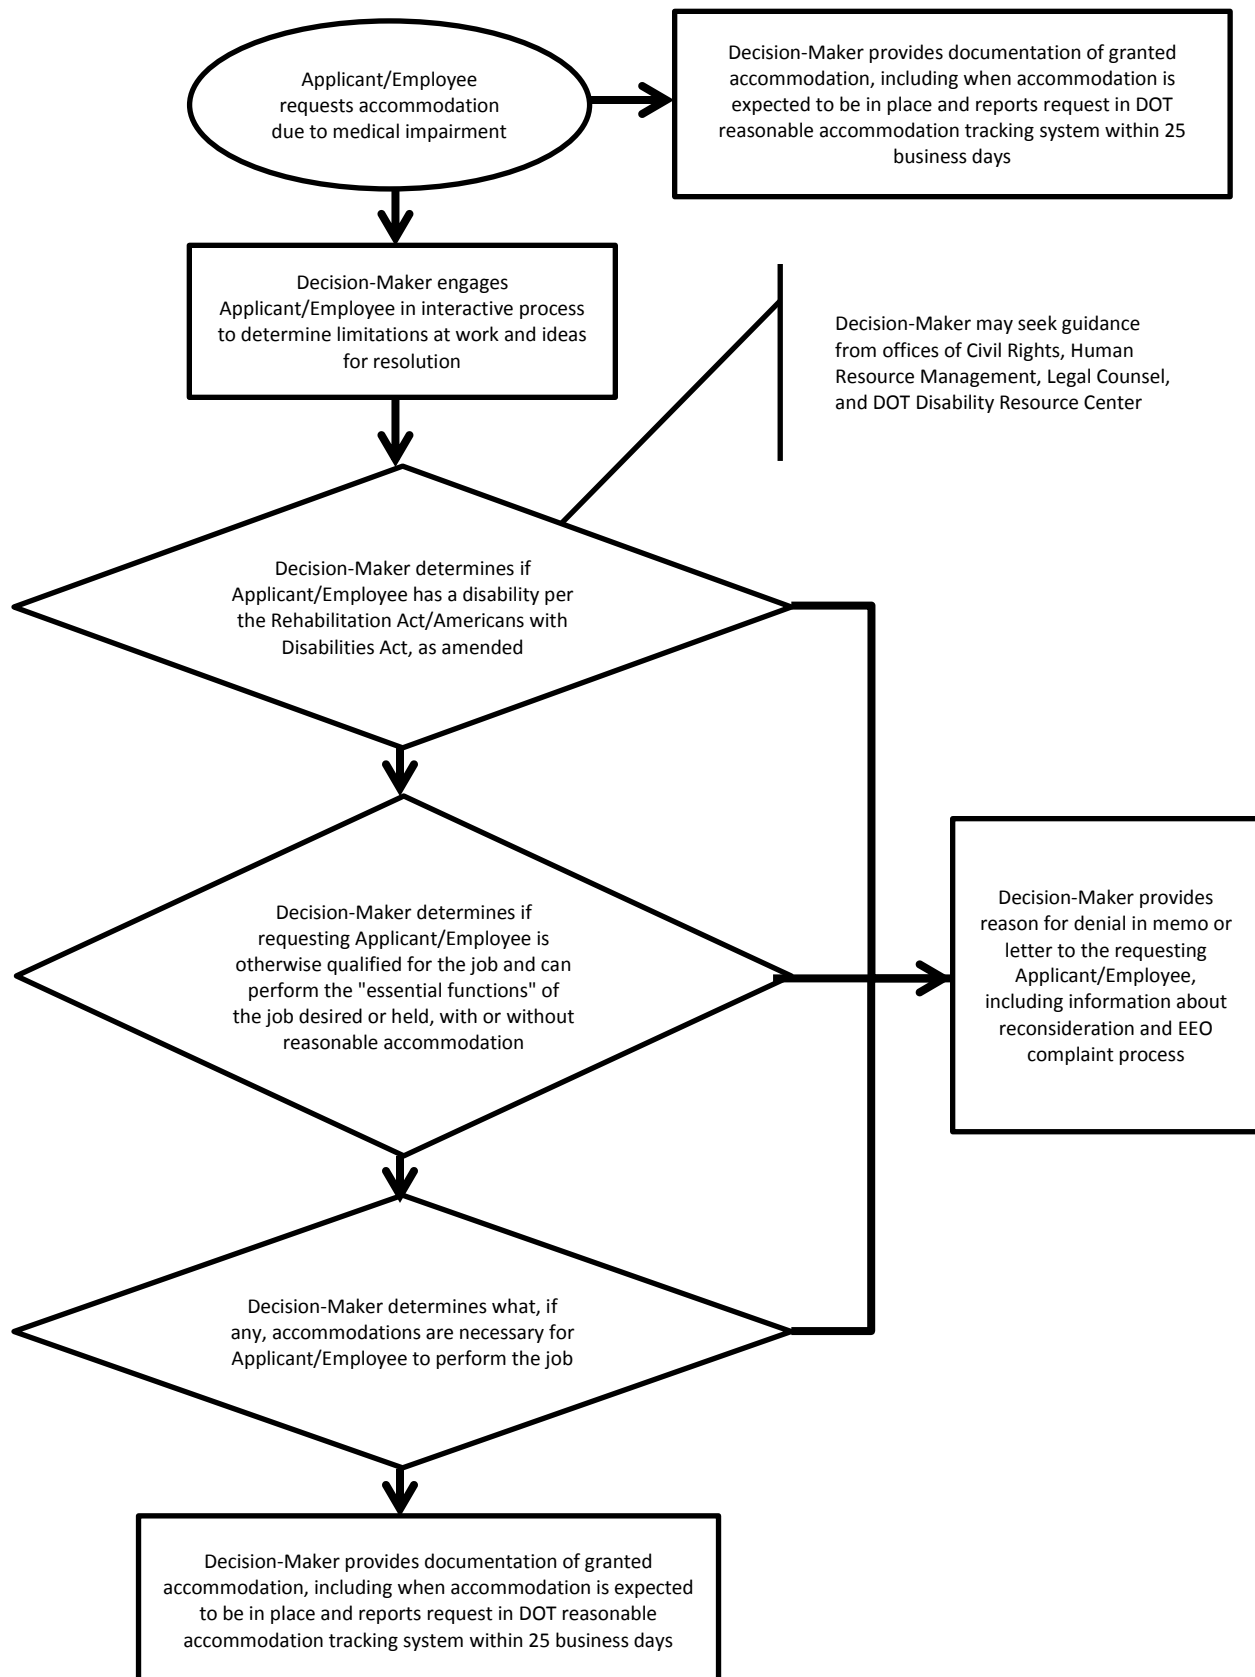 Applicant/Employee
requests accommodation
due to medical impairment
Decision-Maker provides documentation of granted
accommodation, including when accommodation is
expected to be in place and reports request in DOT
reasonable accommodation tracking system within 25
business days
Decision-Maker engages
Applicant/Employee in interactive process
to determine limitations at work and ideas
for resolution
Decision-Maker may seek guidance
from offices of Civil Rights, Human
Resource Management, Legal Counsel,
and DOT Disability Resource Center
Decision-Maker determines if
Applicant/Employee has a disability per
the Rehabilitation Act/Americans with
Disabilities Act, as amended
Decision-Maker determines if
requesting Applicant/Employee is
otherwise qualified for the job and can
perform the "essential functions" of
the job desired or held, with or without
reasonable accommodation
Decision-Maker provides
reason for denial in memo or
letter to the requesting
Applicant/Employee,
including information about
reconsideration and EEO
complaint process
Decision-Maker determines what, if
any, accommodations are necessary for
Applicant/Employee to perform the job
Decision-Maker provides documentation of granted
accommodation, including when accommodation is expected
to be in place and reports request in DOT reasonable
accommodation tracking system within 25 business days